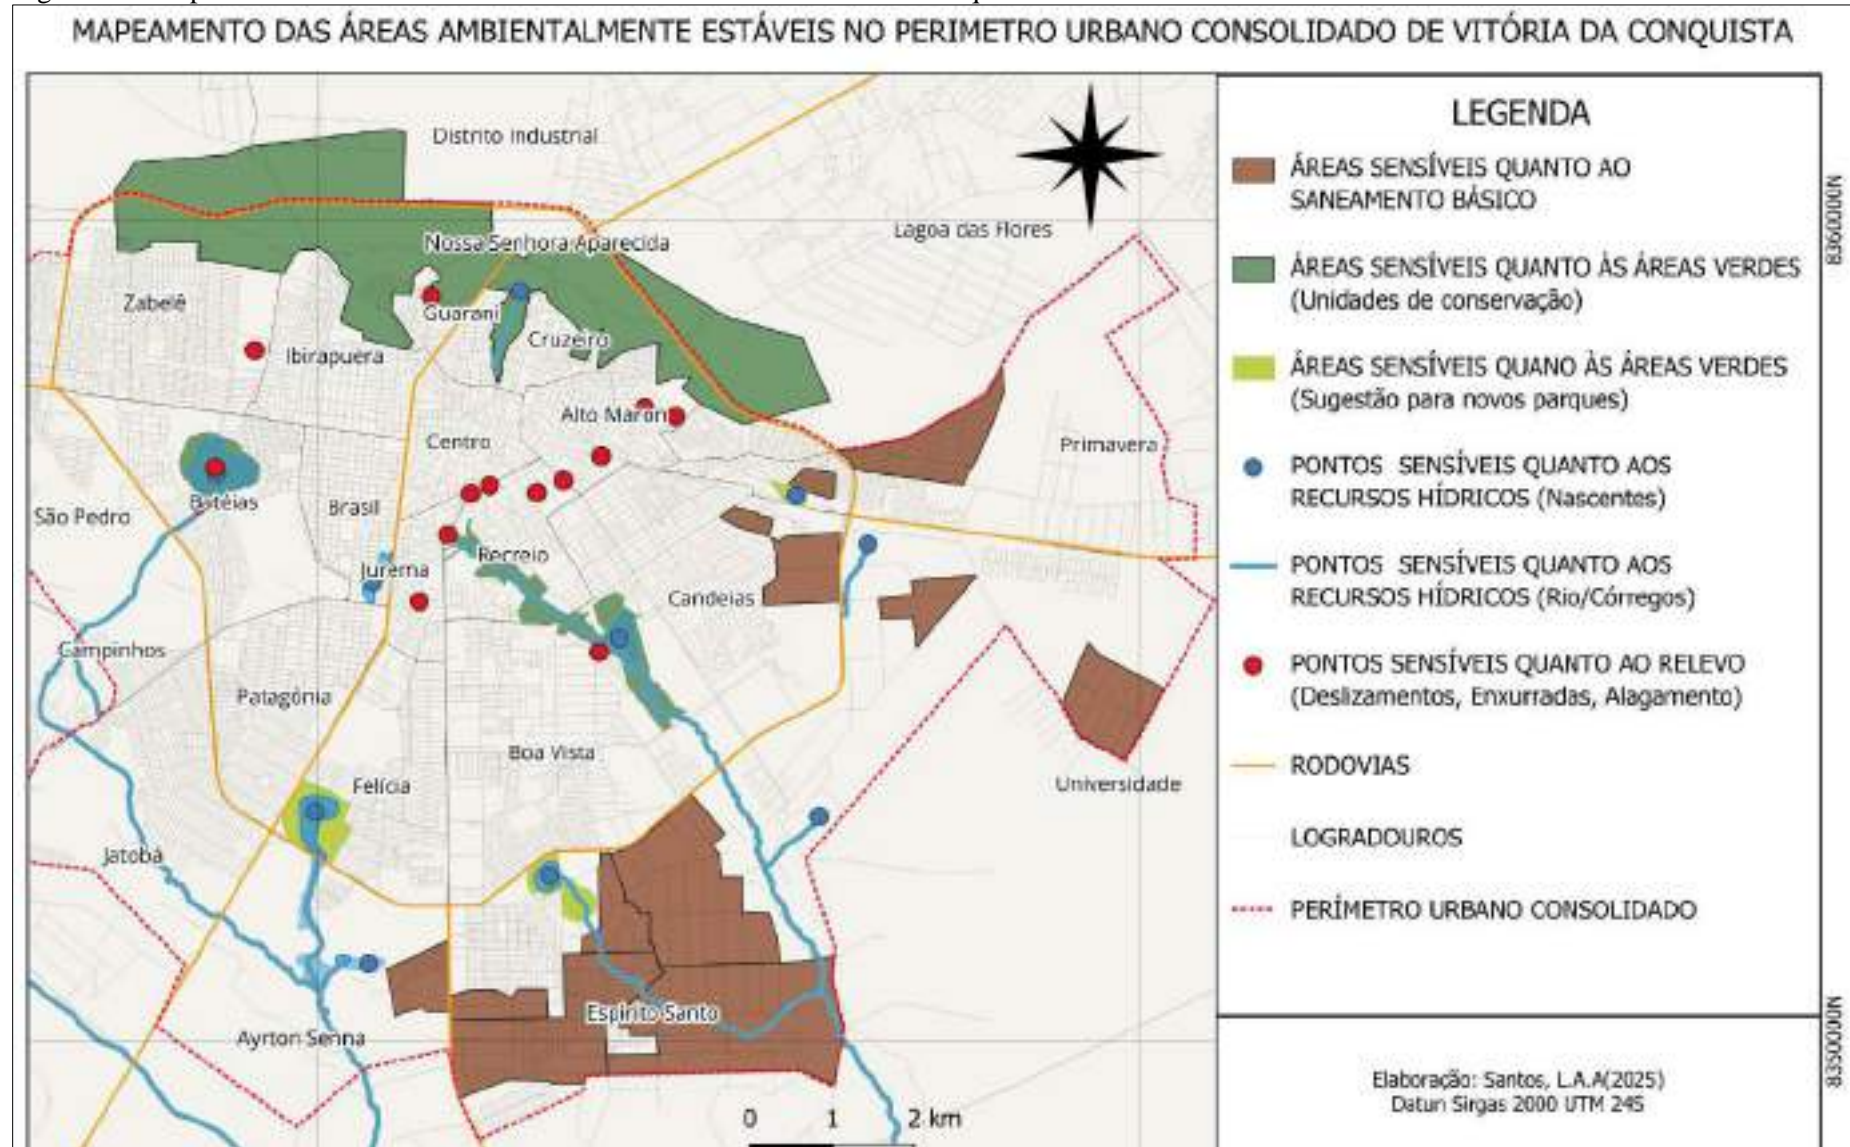 MAPEAMENTO DAS ÁREAS AMBIENTALMENTE ESTÁVEIS NO PERIMETRO URBANO CONSOLIDADO DE VITÓRIA DA CONQUISTA
Distrito Industrial
Lagoa das Flores
Nossa Senhora Aparecida
Zabelê
Guarani
Cruzeiro
Ibirapuera
Alto Maron
Centro
Primavera
Batéias
São Pedro
Brasil
Recreio
Jurema
Candeias
Campinhos
Patagônia
Boa Vista
Felícia
Universidade
Jatobá
Espírito Santo
Ayrton Senna
0 1 2 km
LEGENDA
ÁREAS SENSÍVEIS QUANTO AO
SANEAMENTO BÁSICO
ÁREAS SENSÍVEIS QUANTO ÀS ÁREAS VERDES
(Unidades de conservação)
ÁREAS SENSÍVEIS QUANO ÀS ÁREAS VERDES
(Sugestão para novos parques)
PONTOS SENSÍVEIS QUANTO AOS
RECURSOS HÍDRICOS (Nascentes)
PONTOS SENSÍVEIS QUANTO AOS
RECURSOS HÍDRICOS (Rio/Córregos)
PONTOS SENSÍVEIS QUANTO AO RELEVO
(Deslizamentos, Enxurradas, Alagamento)
RODOVIAS
LOGRADOUROS
PERÍMETRO URBANO CONSOLIDADO
Elaboração: Santos, L.A.A(2025)
Datun Sirgas 2000 UTM 24S
8360000N
8350000N